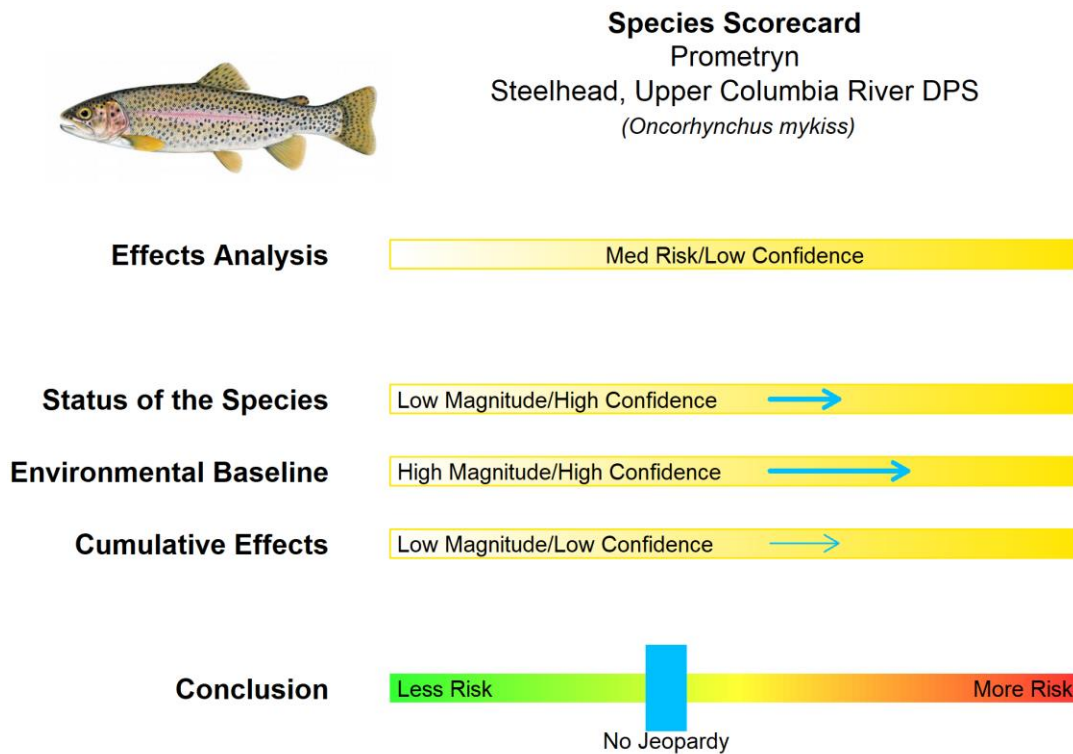 Species Scorecard
Prometryn
Steelhead, Upper Columbia River DPS
(Oncorhynchus mykiss)
Effects Analysis
Med Risk/Low Confidence
Status of the Species
Low Magnitude/High Confidence
Environmental Baseline
High Magnitude/High Confidence
Cumulative Effects
Low Magnitude/Low Confidence
Conclusion
Less Risk
More Risk
No Jeopardy